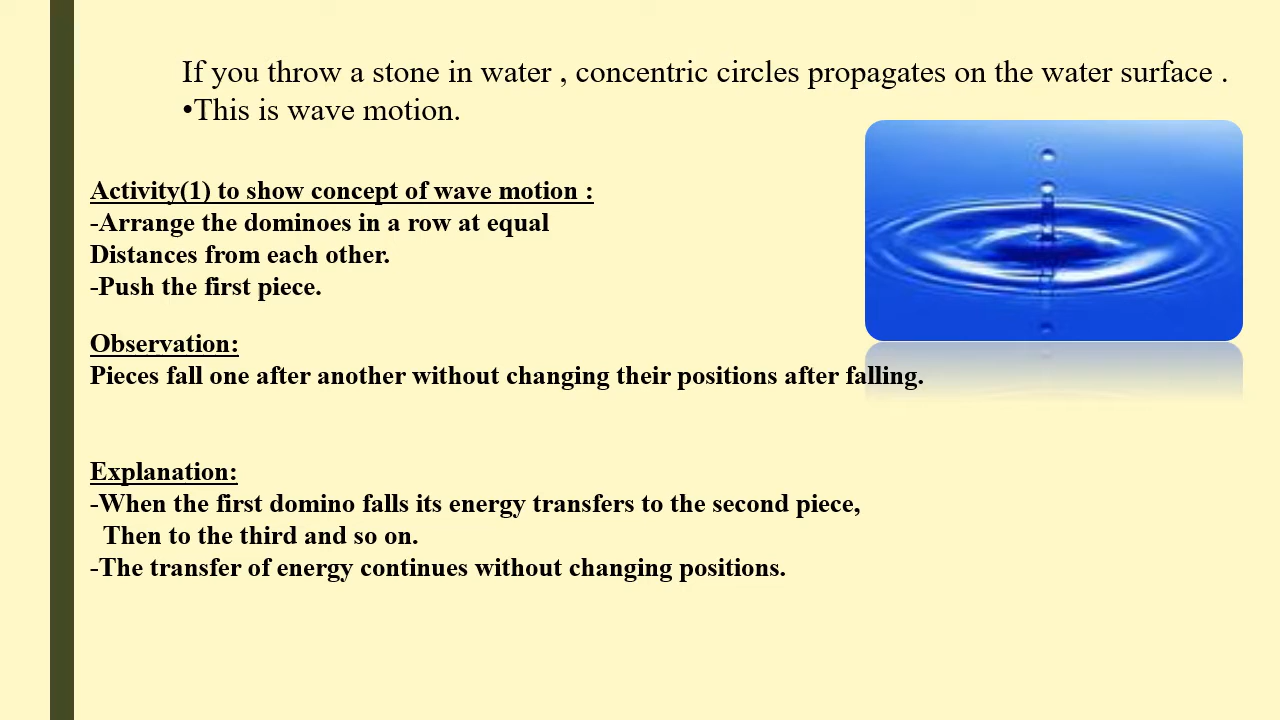 If you throw a stone in water , concentric circles propagates on the water surface .
•This is wave motion.
Activity(1) to show concept of wave motion :
-Arrange the dominoes in a row at equal
Distances from each other.
-Push the first piece.
Observation:
Pieces fall one after another without changing their positions after falling.
Explanation:
-When the first domino falls its energy transfers to the second piece,
Then to the third and so on.
-The transfer of energy continues without changing positions.